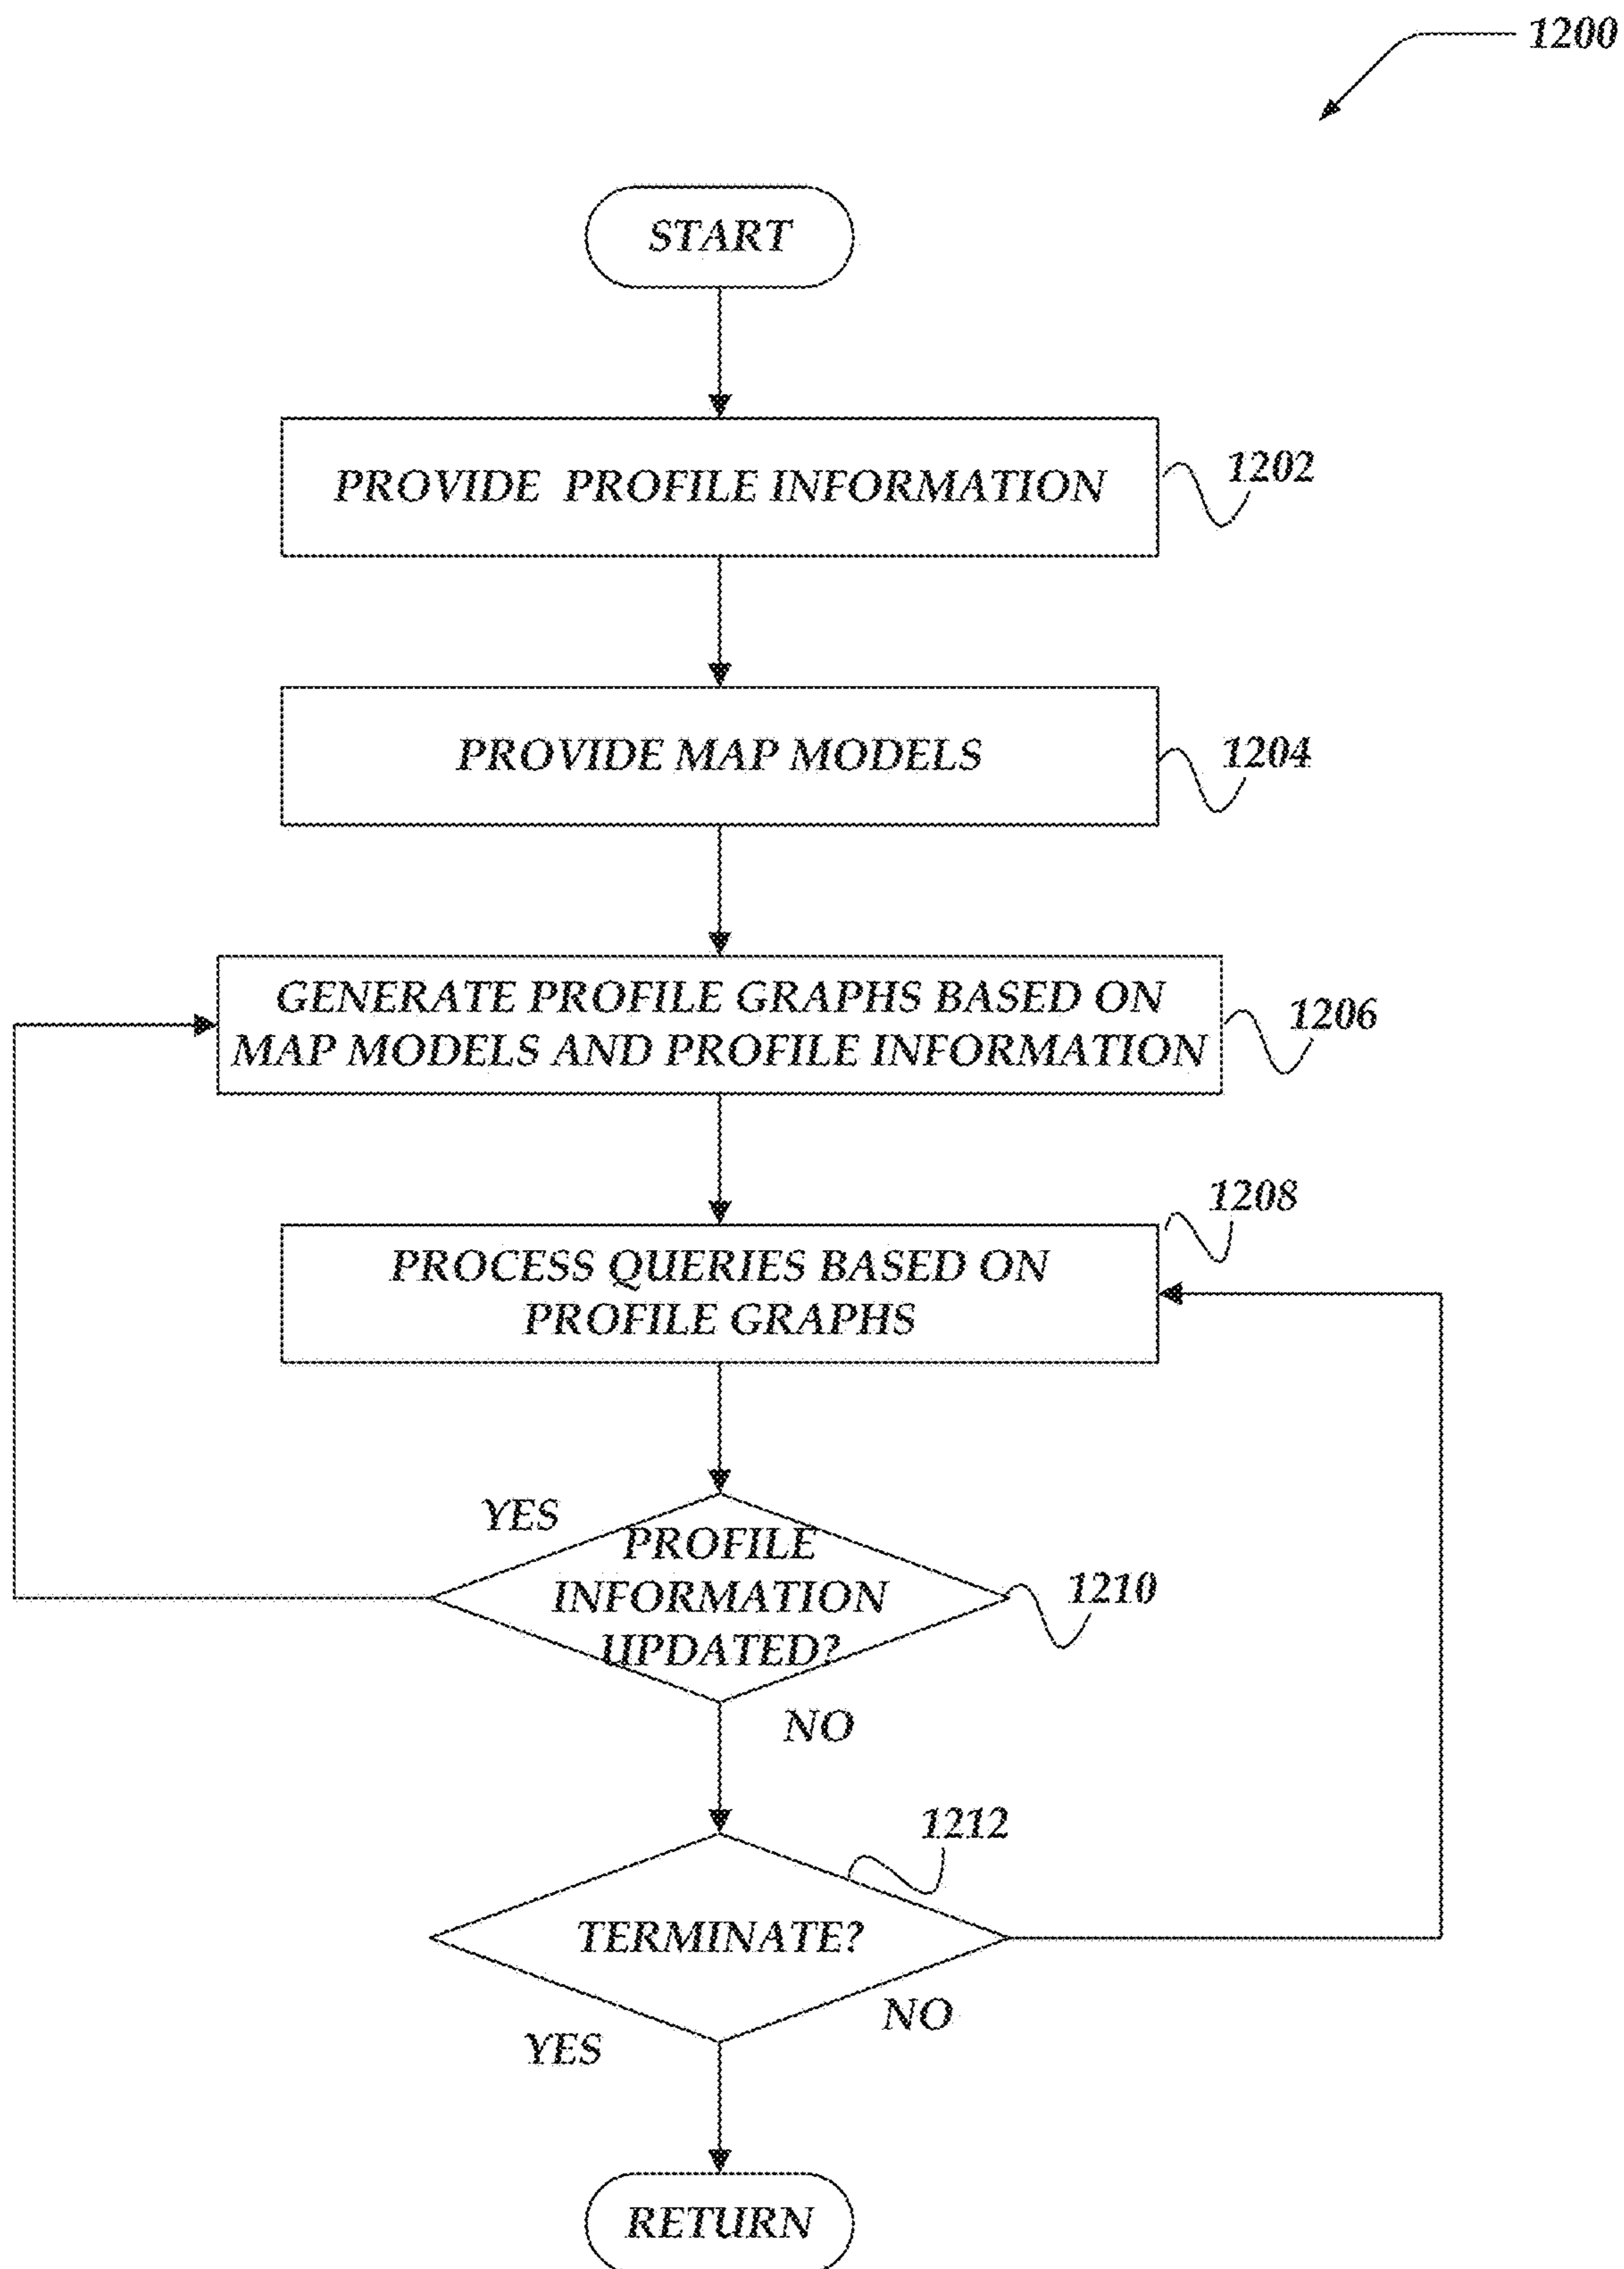 1200
START
PROVIDE PROFILE INFORMATION
1202
PROVIDE MAP MODELS
1204
GENERATE PROFILE GRAPHS BASED ON
MAP MODELS AND PROFILE INFORMATION
1206
1208
PROCESS QUERIES BASED ON
PROFILE GRAPHS
YES
PROFILE
INFORMATION
UPDATED?
1210
NO
1212
TERMINATE?
NO
YES
RETURN